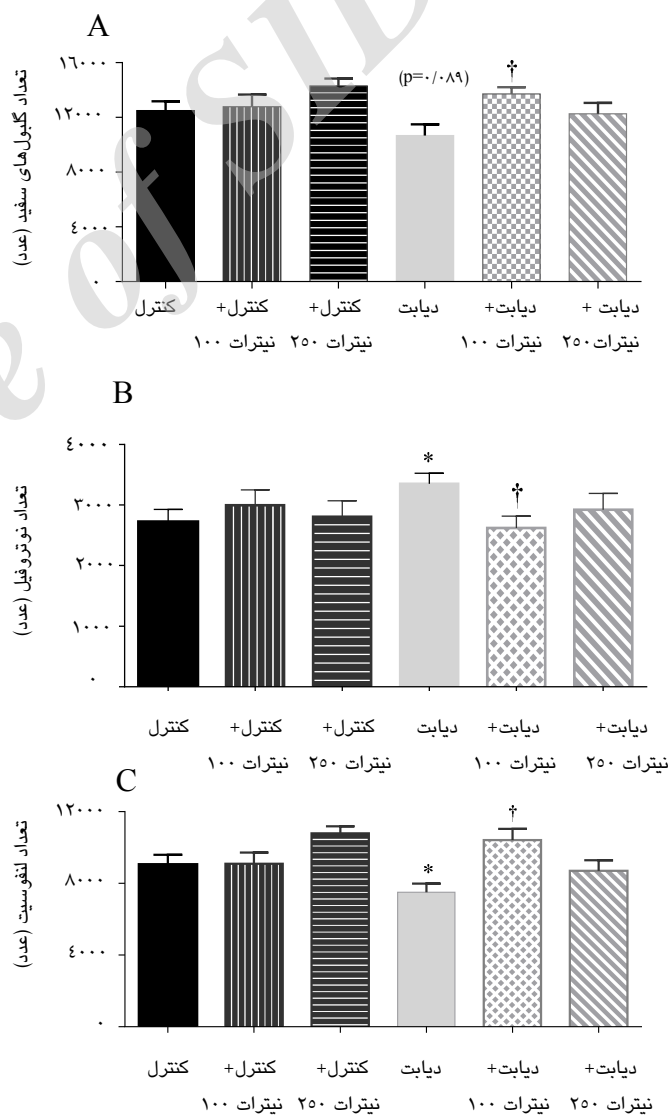 e of SID
A
تعداد گلبول‌های سفید (عدد)
۱۶۰۰۰
۱۲۰۰۰
۸۰۰۰
۴۰۰۰
۰
(p=۰/۰۸۹)
†
کنترل کنترل+ کنترل+ دیابت دیابت+ دیابت +
نیترات ۱۰۰ نیترات ۲۵۰ نیترات ۱۰۰ نیترات۲۵۰
B
تعداد نوتروفیل (عدد)
۴۰۰۰
۳۰۰۰
۲۰۰۰
۱۰۰۰
۰
* †
کنترل کنترل+ کنترل+ دیابت دیابت+ دیابت+
نیترات ۱۰۰ نیترات ۲۵۰ نیترات ۱۰۰ نیترات ۲۵۰
C
تعداد لنفوسیت (عدد)
۱۲۰۰۰
۸۰۰۰
۴۰۰۰
۰
* †
کنترل کنترل+ کنترل+ دیابت دیابت+ دیابت+
نیترات ۱۰۰ نیترات ۲۵۰ نیترات ۱۰۰ نیترات ۲۵۰